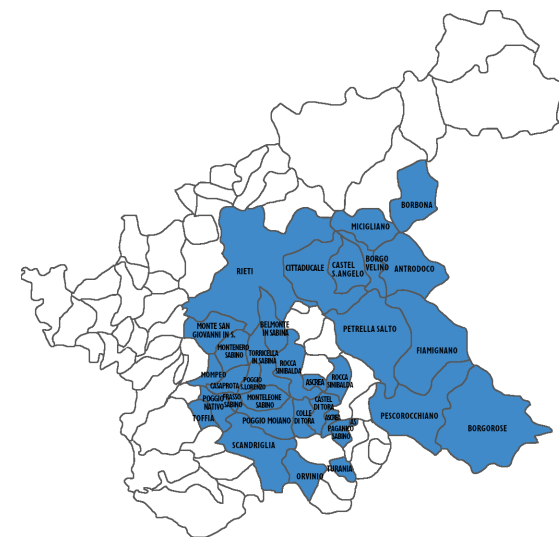 BORBONA
MICIGLIANO
RIETI
CITTADUCALE
CASTEL
S.ANGELO
BORGO
VELINO
ANTRODOCO
MONTE SAN
GIOVANNI IN S.
BELMONTE
IN SABINA
PETRELLA SALTO
FIAMIGNANO
MONTENERO
SABINO
TORRICELLA
IN SABINA
ROCCA
SINIBALDA
MOMPEO
CASAPROTA
POGGIO
S.LORENZO
ASCREA
ROCCA
SINIBALDA
POGGIO
NATIVO
FRASSO
SABINO
MONTELEONE
SABINO
CASTEL
DI TORA
TOFFIA
POGGIO MOIANO
COLLE
DI TORA
ASCREA
AS
PAGANICO
SABINO
PESCOROCCHIANO
BORGOROSE
SCANDRIGLIA
ORVINIO
TURANIA